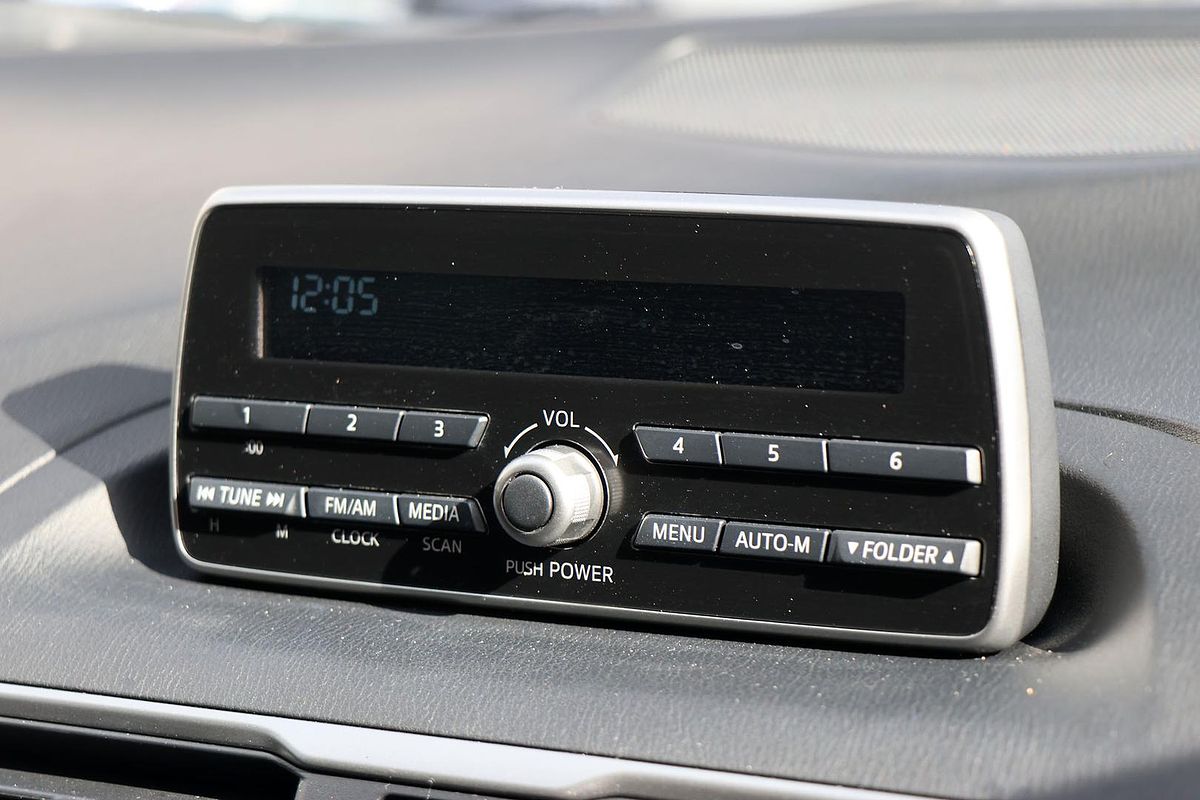 12:05
VOL
1 2 3
4 5 6
:00
⏮ TUNE ⏭ FM/AM MEDIA
MENU AUTO-M ▼FOLDER▲
H M CLOCK SCAN
PUSH POWER